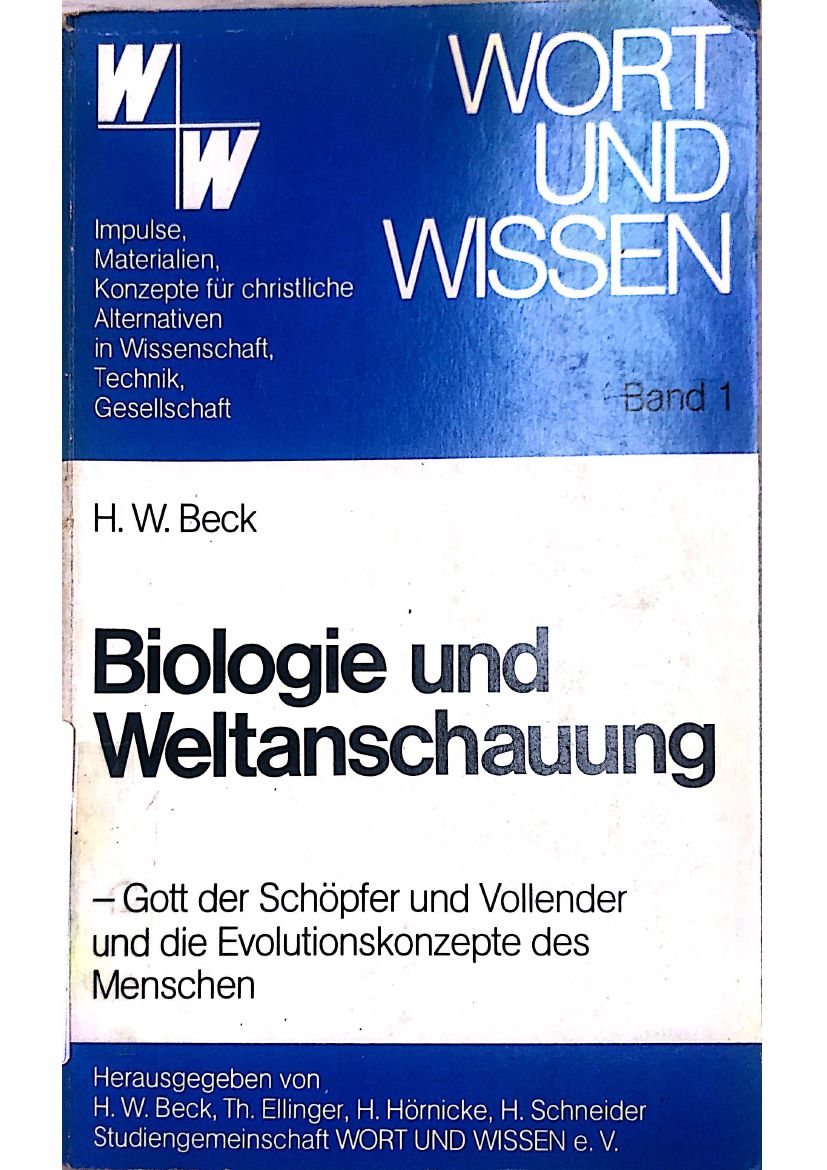 W
W
WORT
UND
WISSEN
Impulse,
Materialien,
Konzepte für christliche
Alternativen
in Wissenschaft,
Technik,
Gesellschaft
Band 1
H. W. Beck
Biologie und
Weltanschauung
– Gott der Schöpfer und Vollender
und die Evolutionskonzepte des
Menschen
Herausgegeben von
H. W. Beck, Th. Ellinger, H. Hörnicke, H. Schneider
Studiengemeinschaft WORT UND WISSEN e. V.